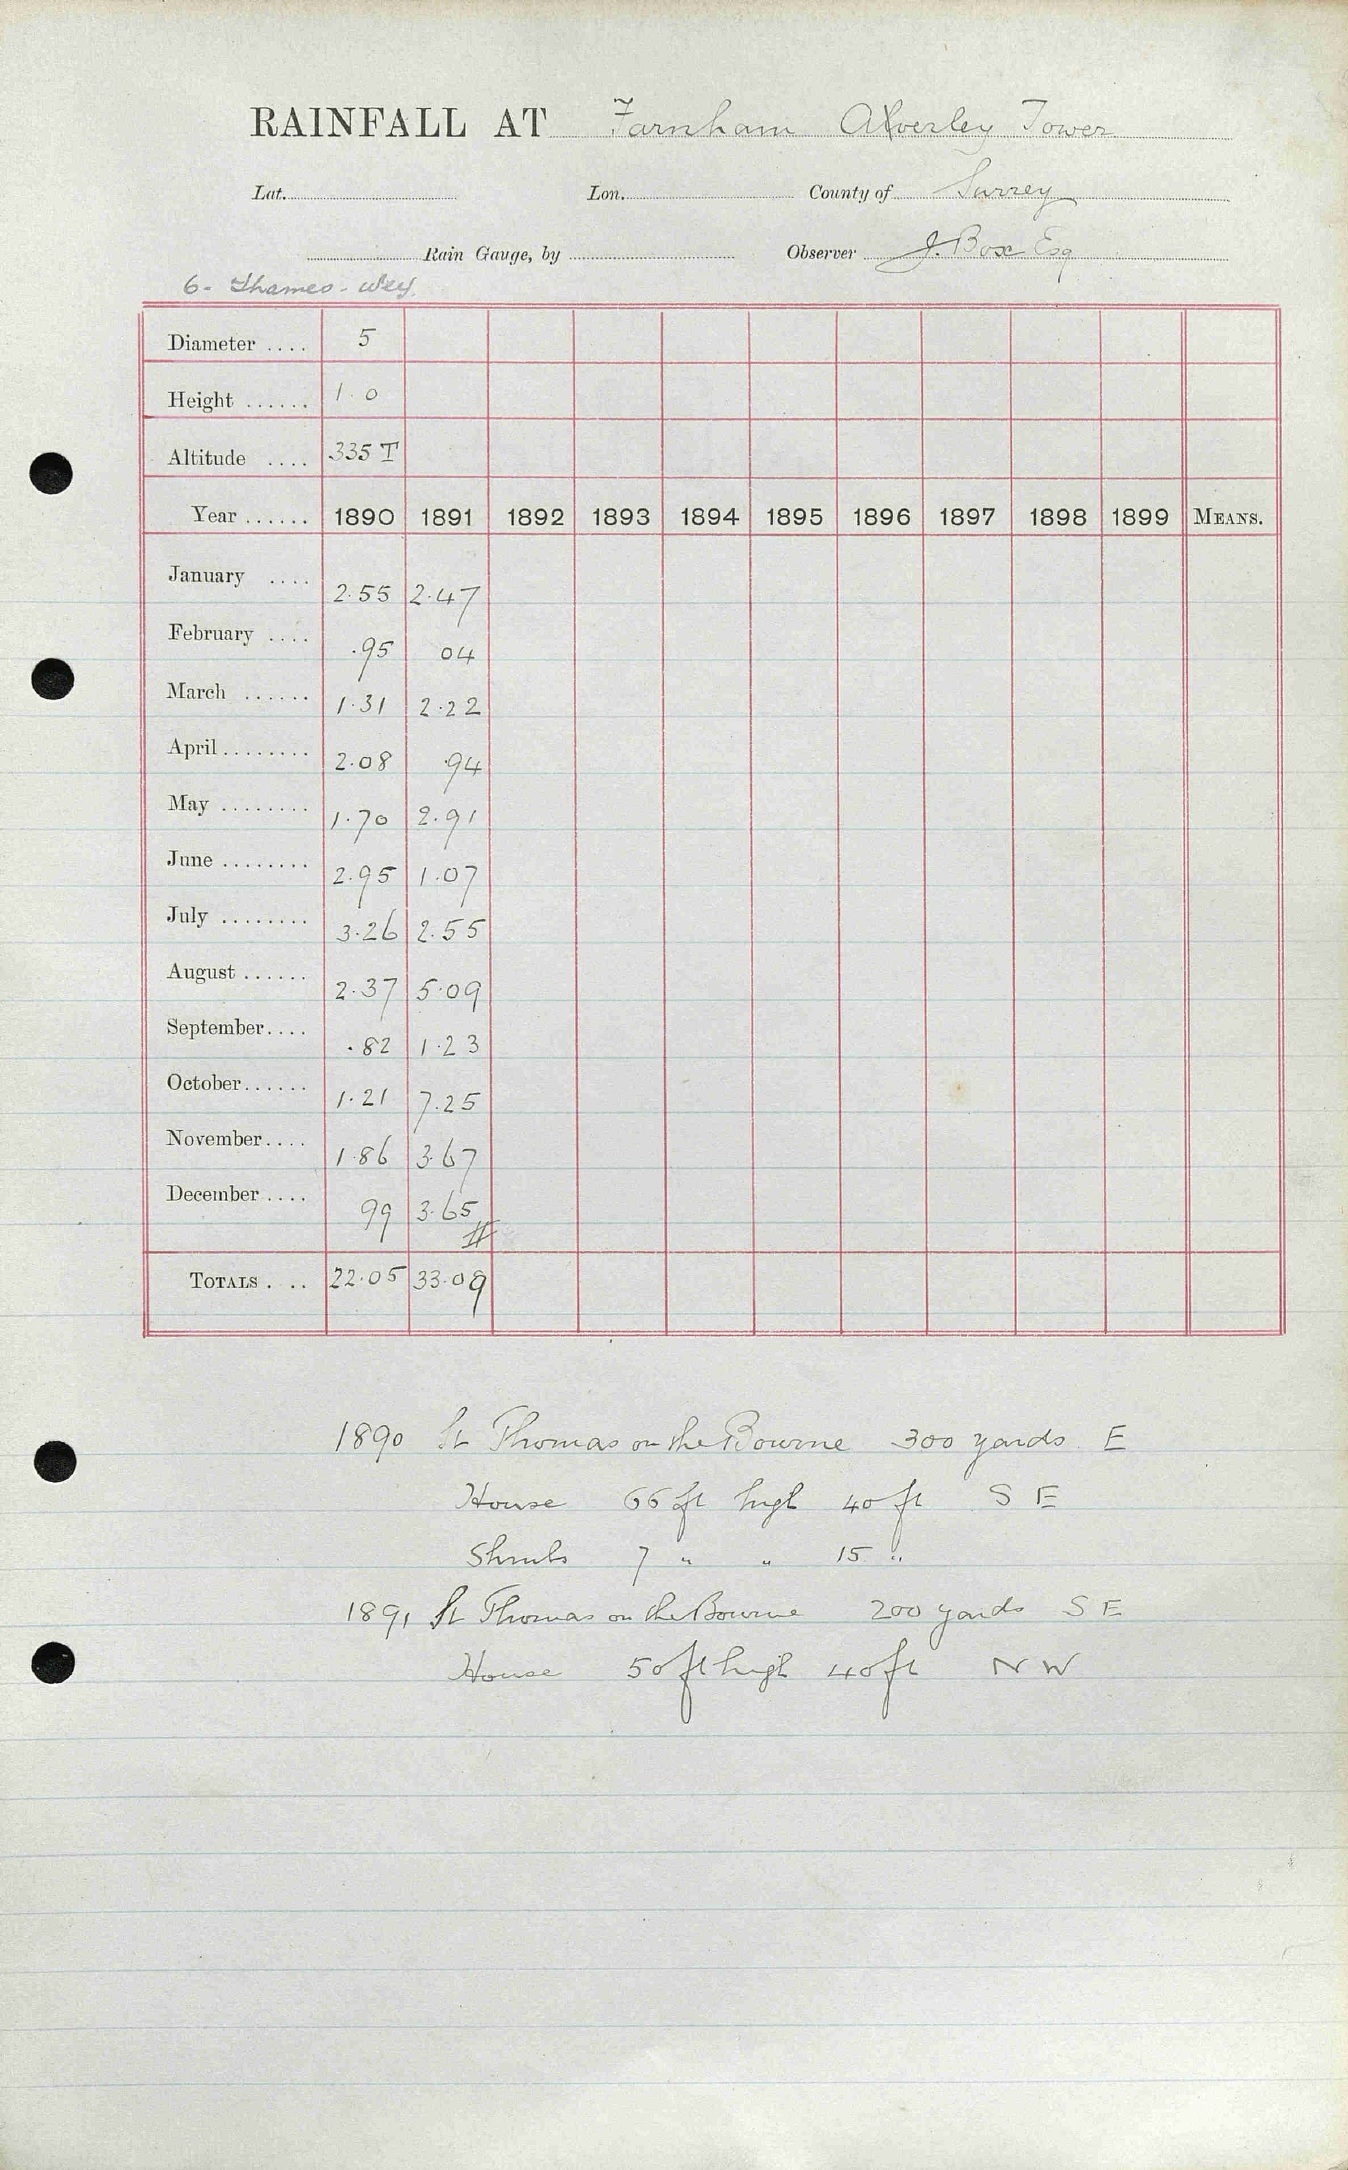 RAINFALL AT Farnham Alverley Tower
Lat. Lon. County of Surrey
Rain Gauge, by Observer J. Box Esq
6 - Thames - Wey
Diameter .... 5
Height ...... 1.0
Altitude .... 335 T
Year ...... 1890 1891 1892 1893 1894 1895 1896 1897 1898 1899 MEANS.
January .... 2.55 2.47
February .... .95 04
March ...... 1.31 2.22
April ........ 2.08 .94
May ........ 1.70 2.91
June ........ 2.95 1.07
July ........ 3.26 2.55
August ...... 2.37 5.09
September .... .82 1.23
October ...... 1.21 7.25
November .... 1.86 3.67
December .... 99 3.65
TOTALS . .. 22.05 33.09
1890 St Thomas on the Bourne 300 yards E
House 66 ft high 40 ft S E
Shrubs 7 " " 15 "
1891 St Thomas on the Bourne 200 yards S E
House 50 ft high 40 ft N W